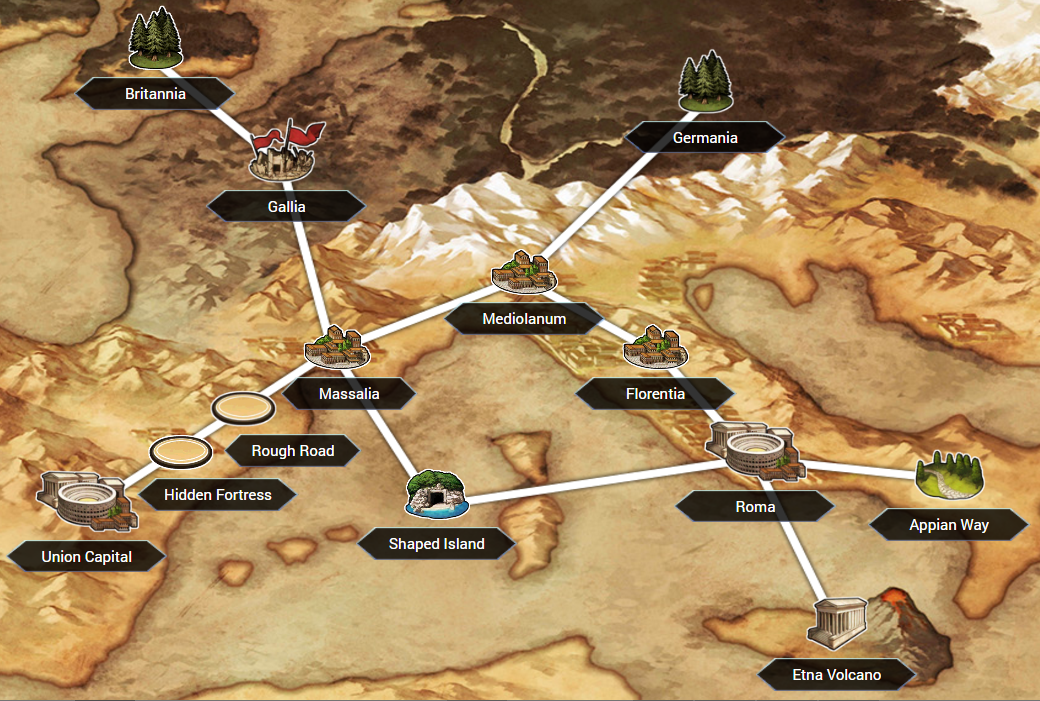 Britannia
Germania
Gallia
Mediolanum
Massalia
Florentia
Rough Road
Hidden Fortress
Roma
Appian Way
Shaped Island
Union Capital
Etna Volcano